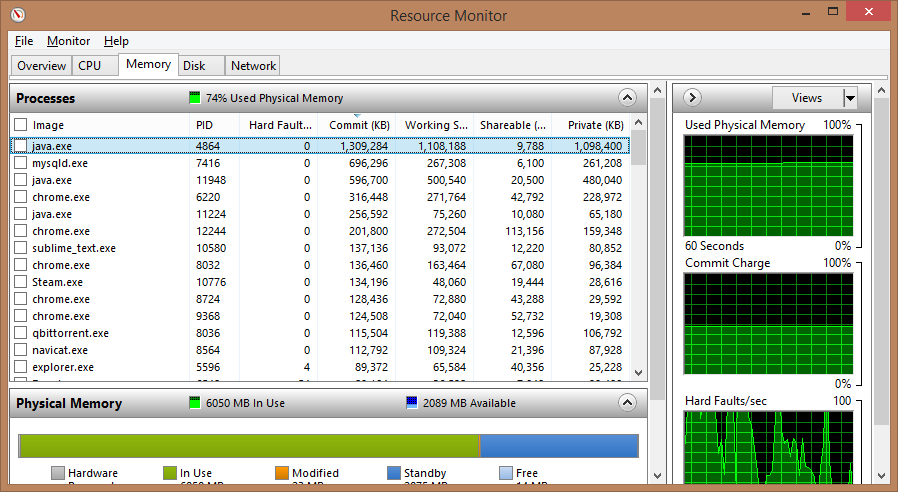 Resource Monitor
File Monitor Help
Overview CPU Memory Disk Network
Processes 74% Used Physical Memory
Image PID Hard Fault... Commit (KB) Working S... Shareable (... Private (KB)
java.exe 4864 0 1,309,284 1,108,188 9,788 1,098,400
mysqld.exe 7416 0 696,296 267,308 6,100 261,208
java.exe 11948 0 596,700 500,540 20,500 480,040
chrome.exe 6220 0 316,448 271,764 42,792 228,972
java.exe 11224 0 256,592 75,260 10,080 65,180
chrome.exe 12244 0 201,800 272,504 113,156 159,348
sublime_text.exe 10580 0 137,136 93,072 12,220 80,852
chrome.exe 8032 0 136,460 163,464 67,080 96,384
Steam.exe 10776 0 134,196 48,060 19,444 28,616
chrome.exe 8724 0 128,436 72,880 43,288 29,592
chrome.exe 9368 0 124,508 72,040 52,732 19,308
qbittorrent.exe 8036 0 115,504 119,388 12,596 106,792
navicat.exe 8564 0 112,792 109,324 21,396 87,928
explorer.exe 5596 4 89,372 65,584 40,356 25,228
Physical Memory 6050 MB In Use 2089 MB Available
Hardware In Use Modified Standby Free
Views
Used Physical Memory 100%
60 Seconds 0%
Commit Charge 100%
0%
Hard Faults/sec 100